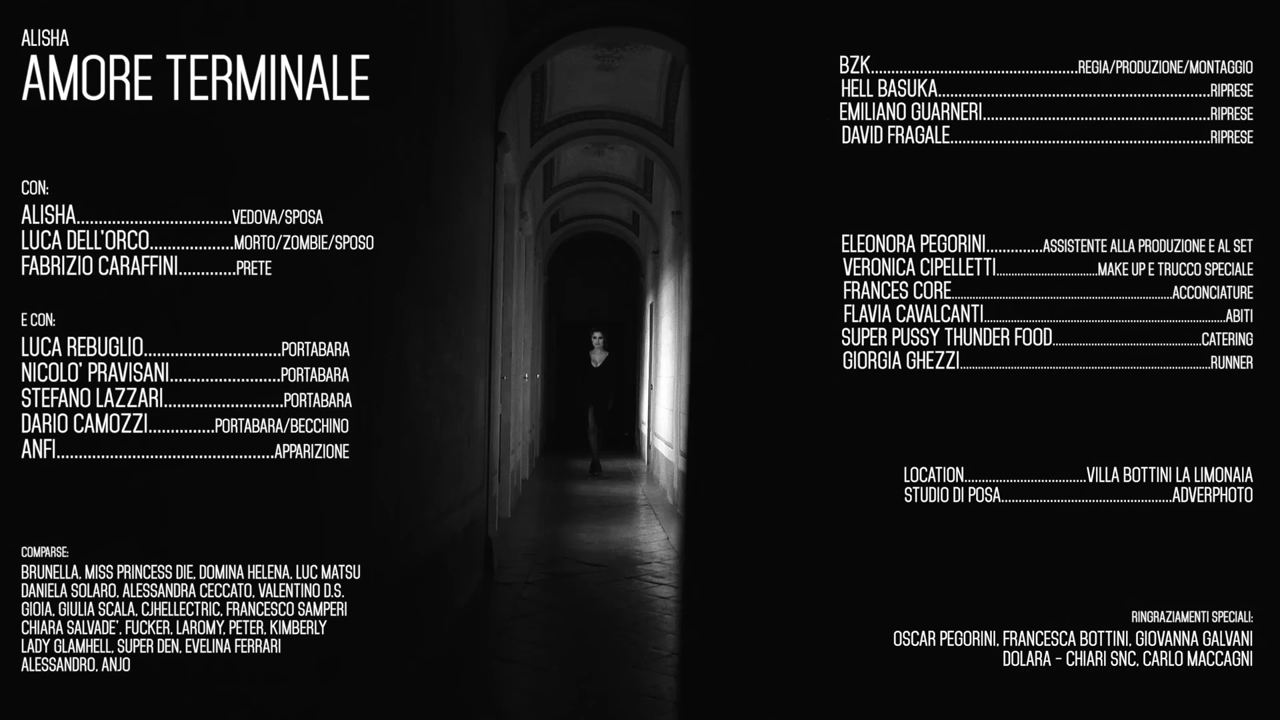 ALISHA
AMORE TERMINALE
CON:
ALISHA..................................VEDOVA/SPOSA
LUCA DELL'ORCO...................MORTO/ZOMBIE/SPOSO
FABRIZIO CARAFFINI.............PRETE
E CON:
LUCA REBUGLIO...............................PORTABARA
NICOLO' PRAVISANI.........................PORTABARA
STEFANO LAZZARI...........................PORTABARA
DARIO CAMOZZI...............PORTABARA/BECCHINO
ANFI................................................APPARIZIONE
COMPARSE:
BRUNELLA, MISS PRINCESS DIE, DOMINA HELENA, LUC MATSU
DANIELA SOLARO, ALESSANDRA CECCATO, VALENTINO D.S.
GIOIA, GIULIA SCALA, CJHELLECTRIC, FRANCESCO SAMPERI
CHIARA SALVADE', FUCKER, LAROMY, PETER, KIMBERLY
LADY GLAMHELL, SUPER DEN, EVELINA FERRARI
ALESSANDRO, ANJO
BZK..............................................REGIA/PRODUZIONE/MONTAGGIO
HELL BASUKA.............................................................RIPRESE
EMILIANO GUARNERI..................................................RIPRESE
DAVID FRAGALE..........................................................RIPRESE
ELEONORA PEGORINI.............ASSISTENTE ALLA PRODUZIONE E AL SET
VERONICA CIPELLETTI..................................MAKE UP E TRUCCO SPECIALE
FRANCES CORE..........................................................................ACCONCIATURE
FLAVIA CAVALCANTI.................................................................................ABITI
SUPER PUSSY THUNDER FOOD..................................................CATERING
GIORGIA GHEZZI....................................................................................RUNNER
LOCATION..............................VILLA BOTTINI LA LIMONAIA
STUDIO DI POSA..........................................ADVERPHOTO
RINGRAZIAMENTI SPECIALI:
OSCAR PEGORINI, FRANCESCA BOTTINI, GIOVANNA GALVANI
DOLARA - CHIARI SNC, CARLO MACCAGNI